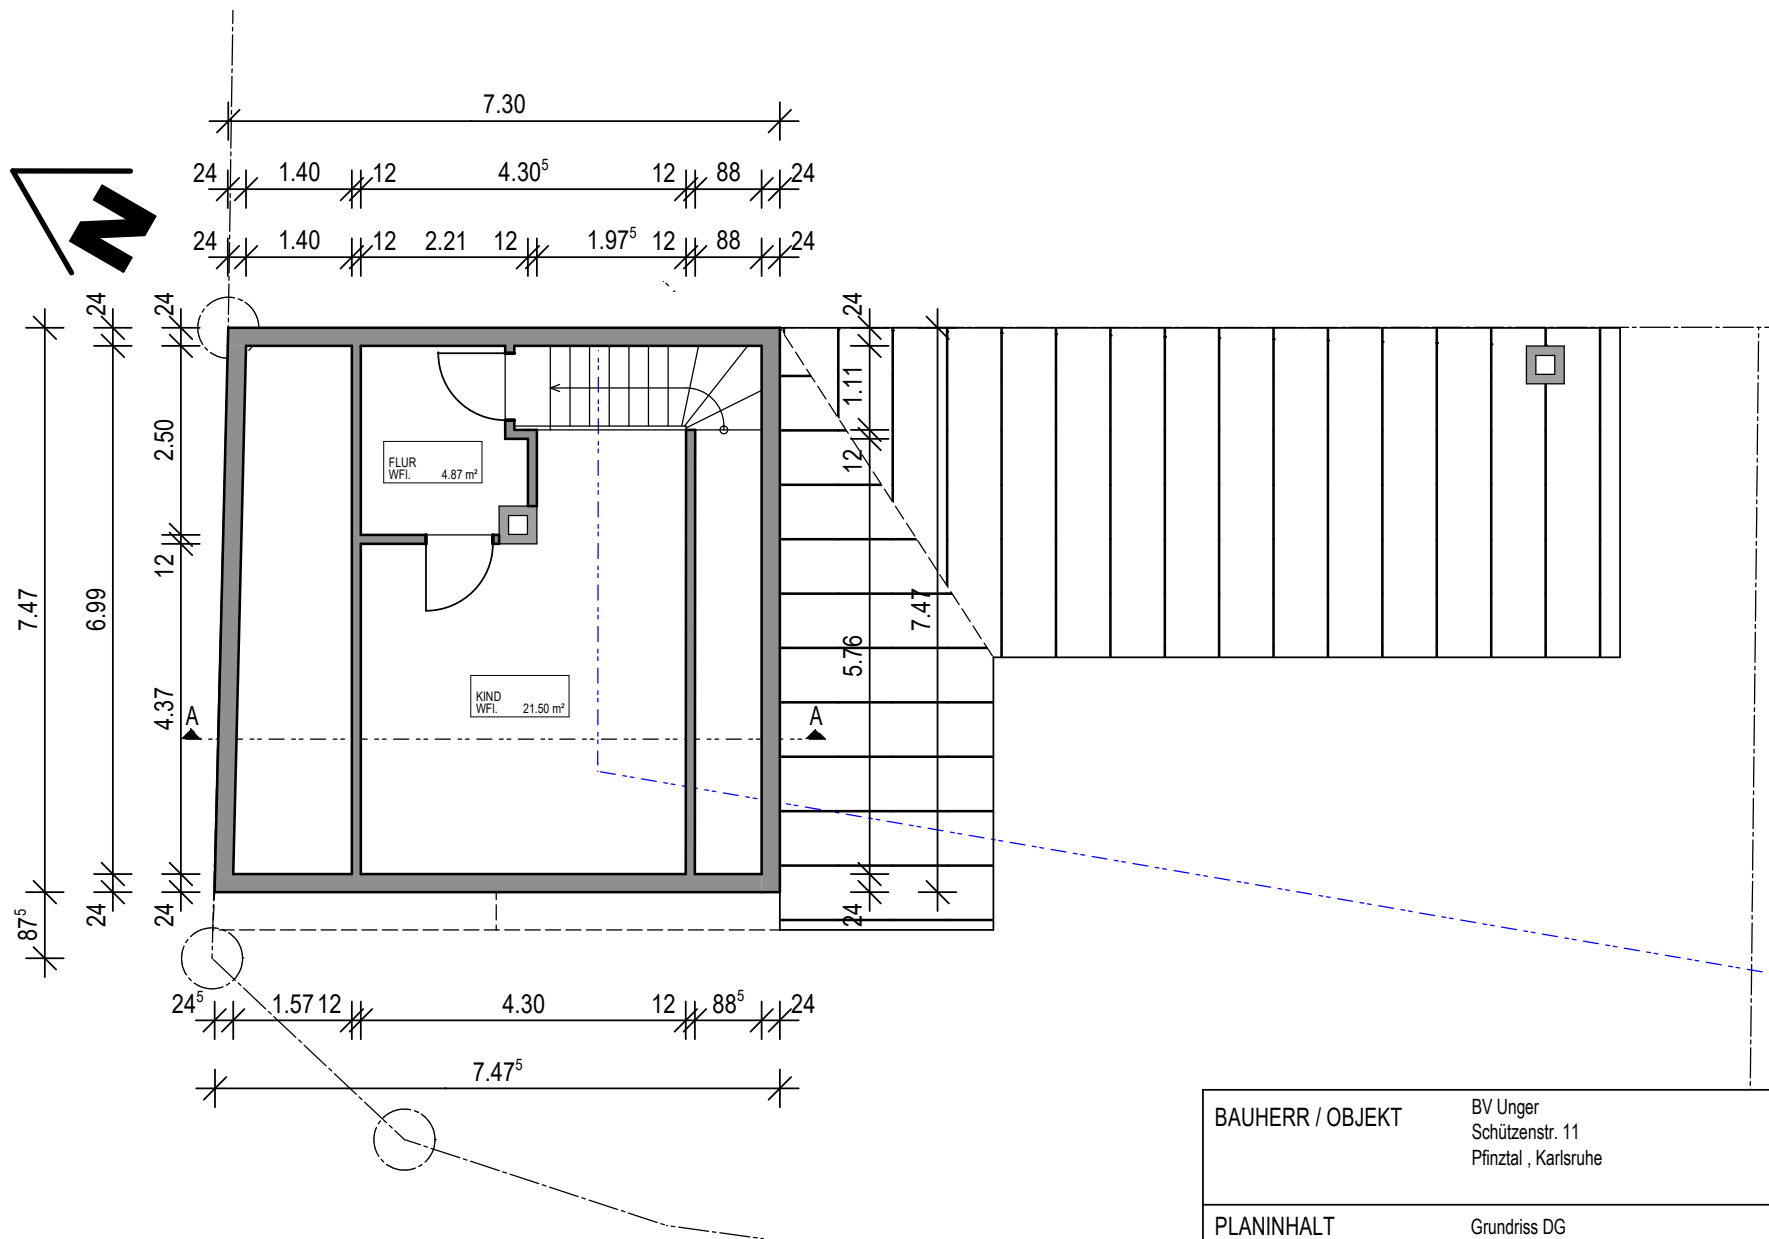 7.30
24 1.40 12 4.30⁵ 12 88 24
24 1.40 12 2.21 12 1.97⁵ 12 88 24
N
24 24 24
1.11
2.50
12
FLUR
WFl. 4.87 m²
12
7.47 6.99 7.47
5.76
KIND
WFl. 21.50 m²
4.37
A A
87⁵ 24 24 24
24⁵ 1.57 12 4.30 12 88⁵ 24
7.47⁵
BAUHERR / OBJEKT BV Unger
Schützenstr. 11
Pfinztal , Karlsruhe
PLANINHALT Grundriss DG